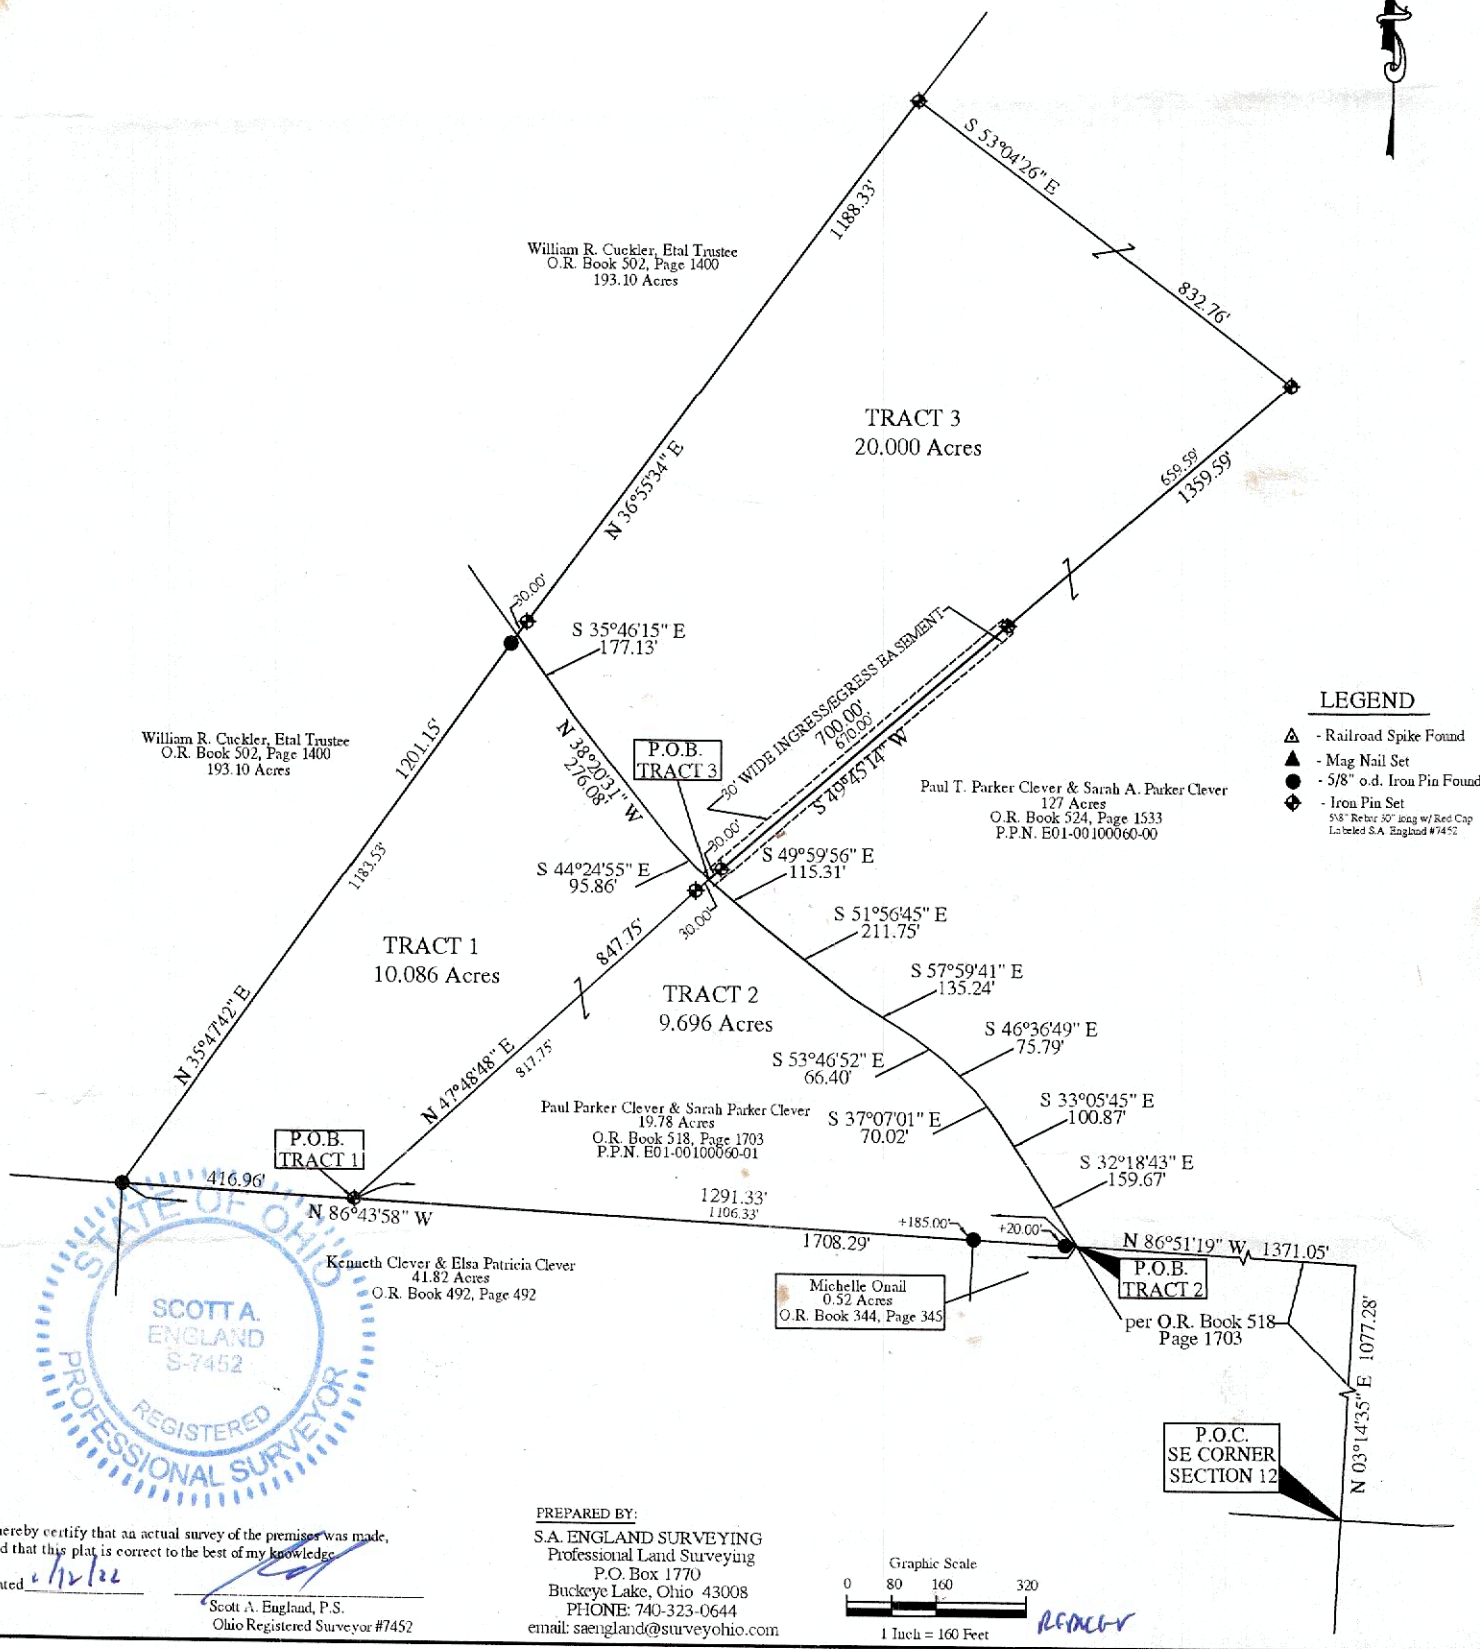 S 53°04'26" E
1188.33'
William R. Cuckler, Etal Trustee
O.R. Book 502, Page 1400
193.10 Acres
832.76'
TRACT 3
20.000 Acres
659.59'
1359.59'
N 36°55'34" E
30.00'
S 35°46'15" E
177.13'
30' WIDE INGRESS/EGRESS EASEMENT
700.00'
670.00'
S 49°45'14" W
LEGEND
- Railroad Spike Found
- Mag Nail Set
- 5/8" o.d. Iron Pin Found
- Iron Pin Set
5/8" Rebar 30" long w/ Red Cap
Labeled S.A. England #7452
William R. Cuckler, Etal Trustee
O.R. Book 502, Page 1400
193.10 Acres
1201.15'
N 38°20'31" W
276.08'
P.O.B.
TRACT 3
Paul T. Parker Clever & Sarah A. Parker Clever
127 Acres
O.R. Book 524, Page 1533
P.P.N. E01-00100060-00
1183.53'
30.00'
S 49°59'56" E
115.31'
S 44°24'55" E
95.86'
30.00'
S 51°56'45" E
211.75'
847.75'
TRACT 1
10.086 Acres
S 57°59'41" E
135.24'
TRACT 2
9.696 Acres
S 46°36'49" E
75.79'
N 35°47'42" E
N 47°48'48" E
817.75'
S 53°46'52" E
66.40'
S 33°05'45" E
100.87'
Paul Parker Clever & Sarah Parker Clever
19.78 Acres
O.R. Book 518, Page 1703
P.P.N. E01-00100060-01
S 37°07'01" E
70.02'
P.O.B.
TRACT 1
S 32°18'43" E
159.67'
416.96'
N 86°43'58" W
1291.33'
1106.33'
1708.29'
+185.00'
+20.00'
N 86°51'19" W 1371.05'
P.O.B.
TRACT 2
Kenneth Clever & Elsa Patricia Clever
41.82 Acres
O.R. Book 492, Page 492
Michelle Onail
0.52 Acres
O.R. Book 344, Page 345
per O.R. Book 518
Page 1703
N 03°14'35" E 1077.28'
STATE OF OHIO
SCOTT A.
ENGLAND
S-7452
REGISTERED
PROFESSIONAL SURVEYOR
P.O.C.
SE CORNER
SECTION 12
ereby certify that an actual survey of the premises was made,
d that this plat is correct to the best of my knowledge.
Scott A. England, P.S.
Ohio Registered Surveyor #7452
PREPARED BY:
S.A. ENGLAND SURVEYING
Professional Land Surveying
P.O. Box 1770
Buckeye Lake, Ohio 43008
PHONE: 740-323-0644
email: saengland@surveyohio.com
Graphic Scale
0 80 160 320
1 Inch = 160 Feet